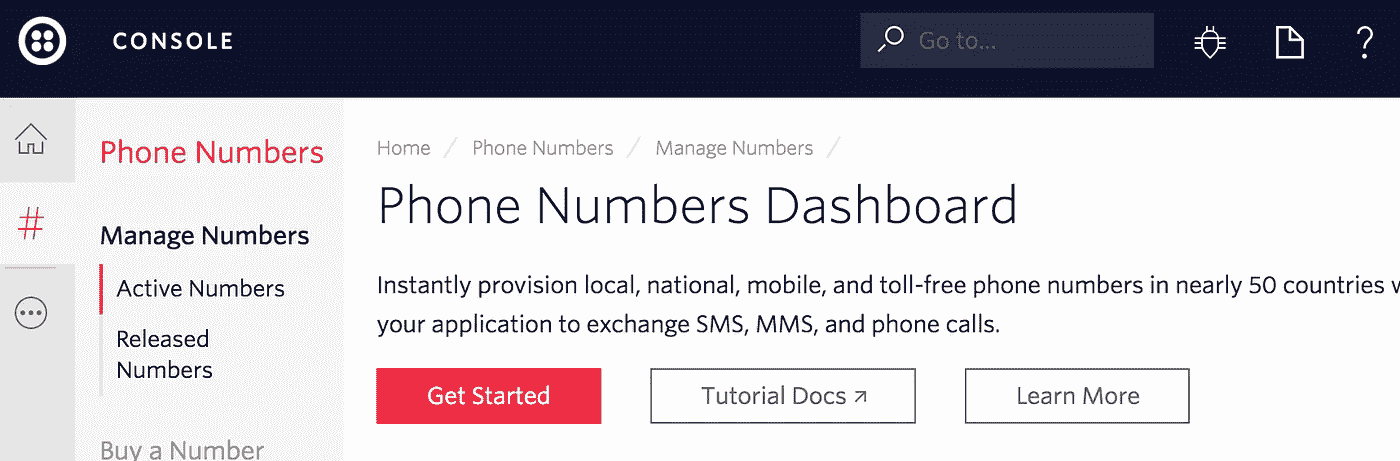 CONSOLE
Go to...
?
Phone Numbers
#
Manage Numbers
Active Numbers
Released
Numbers
Buy a Number
Home / Phone Numbers / Manage Numbers /
Phone Numbers Dashboard
Instantly provision local, national, mobile, and toll-free phone numbers in nearly 50 countries
your application to exchange SMS, MMS, and phone calls.
Get Started
Tutorial Docs ↗
Learn More